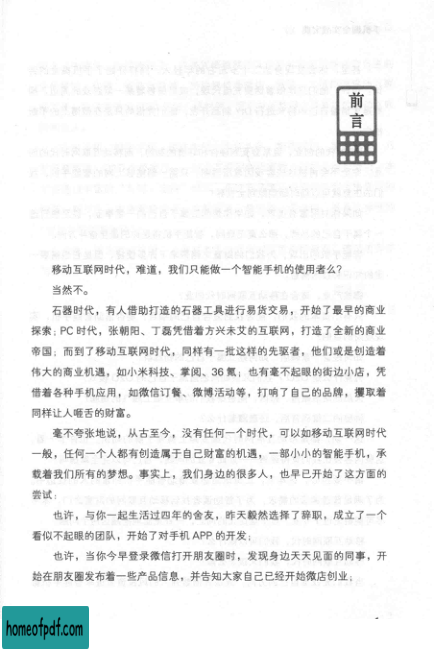 前
言
移动互联网时代，难道，我们只能做一个智能手机的使用者么？
当然不。
石器时代，有人借助打造的石器工具进行易货交易，开始了最早的商业
探索；PC 时代，张朝阳、丁磊凭借着方兴未艾的互联网，打造了全新的商业
帝国；而到了移动互联网时代，同样有一批这样的先驱者，他们或是创造着
伟大的商业机遇，如小米科技、掌阅、36 氪；也有毫不起眼的街边小店，凭
借着各种手机应用，如微信订餐、微博活动等，打响了自己的品牌，攫取着
同样让人咂舌的财富。
毫不夸张地说，从古至今，没有任何一个时代，可以如移动互联网时代
一般，任何一个人都有创造属于自己财富的机遇，一部小小的智能手机，承
载着我们所有的梦想。事实上，我们身边的很多人，也早已开始了这方面的
尝试：
也许，与你一起生活过四年的舍友，昨天毅然选择了辞职，成立了一个
看似不起眼的团队，开始了对手机 APP 的开发；
也许，当你今早登录微信打开朋友圈时，发现身边天天见面的同事，开
始在朋友圈发布着一些产品信息，并告知大家自己已经开始微店创业；
homeofpdf.com